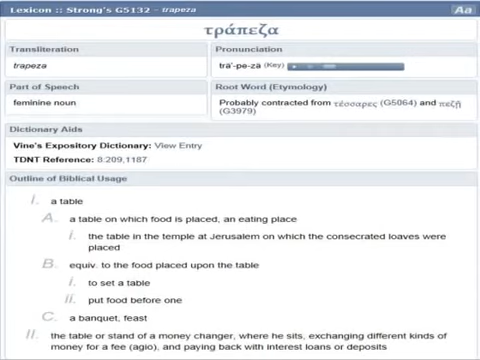 Lexicon :: Strong's G5132 - trapeza
Aa
τράπεζα
Transliteration
trapeza
Pronunciation
trä'-pe-zä (Key)
Part of Speech
feminine noun
Root Word (Etymology)
Probably contracted from τέσσαρες (G5064) and πεζῇ
(G3979)
Dictionary Aids
Vine's Expository Dictionary: View Entry
TDNT Reference: 8:209,1187
Outline of Biblical Usage
I. a table
A. a table on which food is placed, an eating place
i. the table in the temple at Jerusalem on which the consecrated loaves were
placed
B. equiv. to the food placed upon the table
i. to set a table
ii. put food before one
C. a banquet, feast
II. the table or stand of a money changer, where he sits, exchanging different kinds of
money for a fee (agio), and paying back with interest loans or deposits